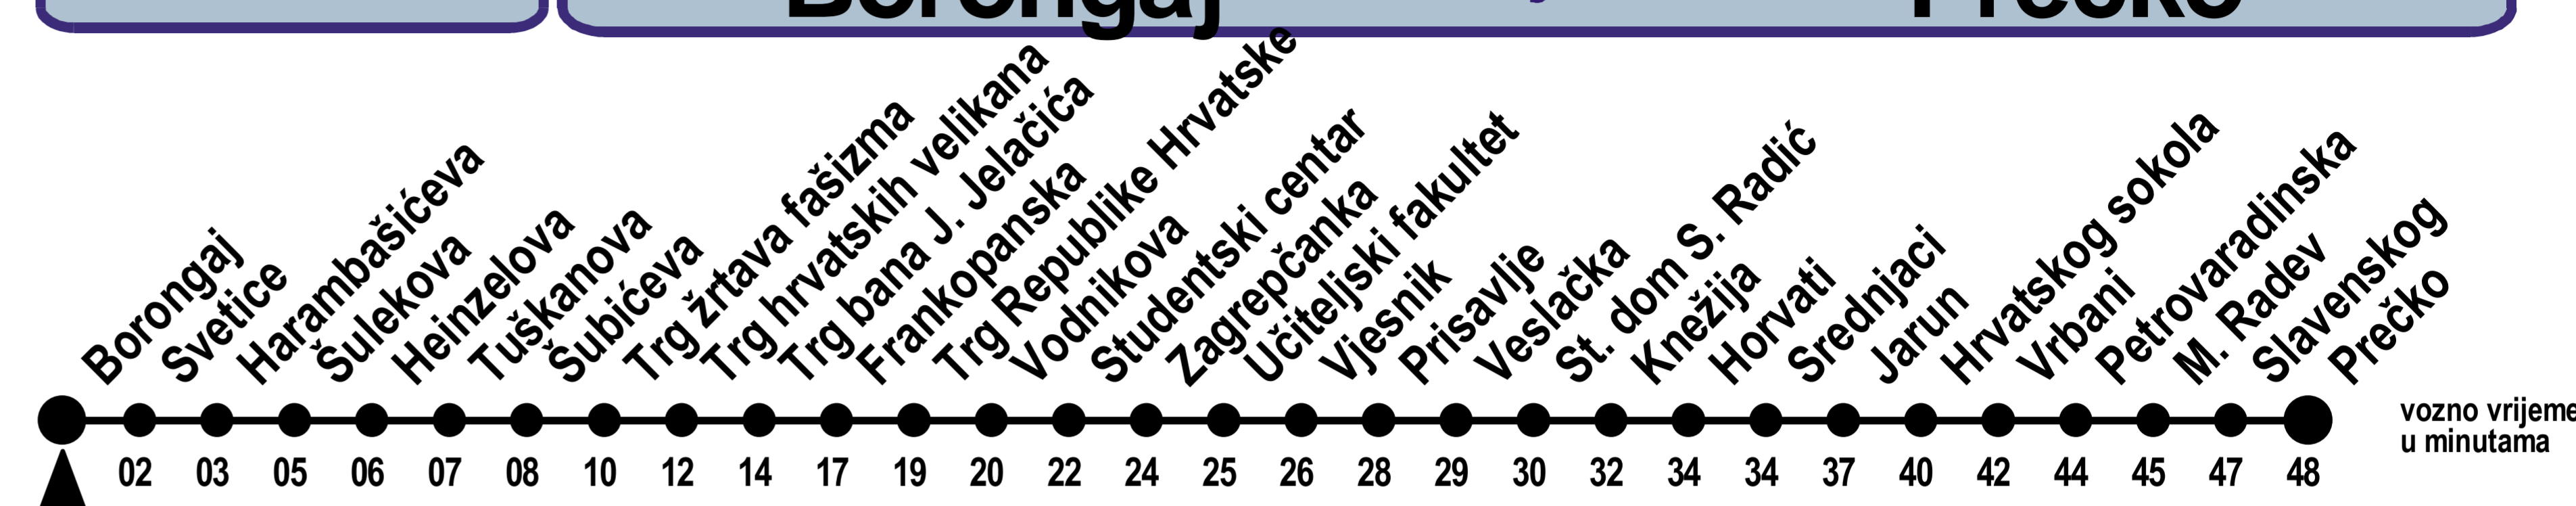 Borongaj
Prečko
Borongaj
Svetice
Harambašićeva
Šulekova
Heinzelova
Tuškanova
Šubićeva
Trg žrtava fašizma
Trg hrvatskih velikana
Trg bana J. Jelačića
Frankopanska
Trg Republike Hrvatske
Vodnikova
Studentski centar
Zagrepčanka
Učiteljski fakultet
Vjesnik
Prisavlje
Veslačka
St. dom S. Radić
Knežija
Horvati
Srednjaci
Jarun
Hrvatskog sokola
Vrbani
Petrovaradinska
M. Radev
Slavenskog
Prečko
02 03 05 06 07 08 10 12 14 17 19 20 22 24 25 26 28 29 30 32 34 34 37 40 42 44 45 47 48
vozno vrijeme
u minutama